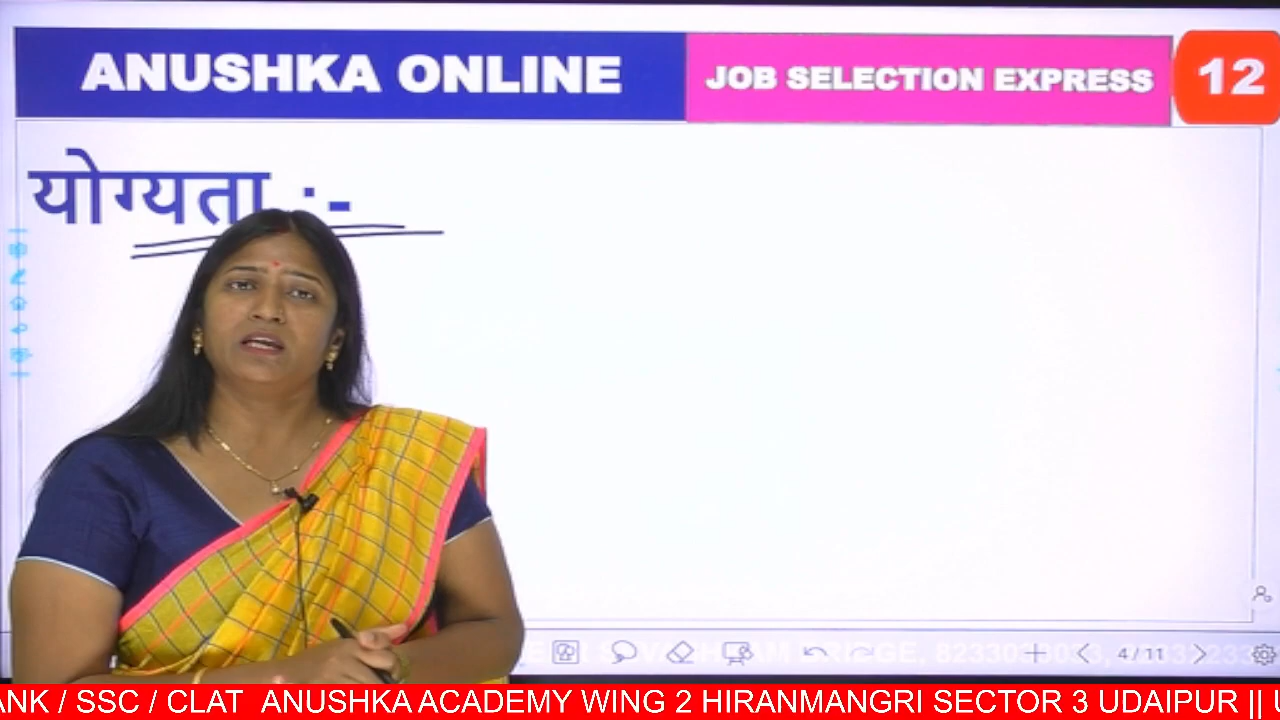 ANUSHKA ONLINE JOB SELECTION EXPRESS 12
योग्यता :-
4/11
ANK / SSC / CLAT ANUSHKA ACADEMY WING 2 HIRANMANGRI SECTOR 3 UDAIPUR || U